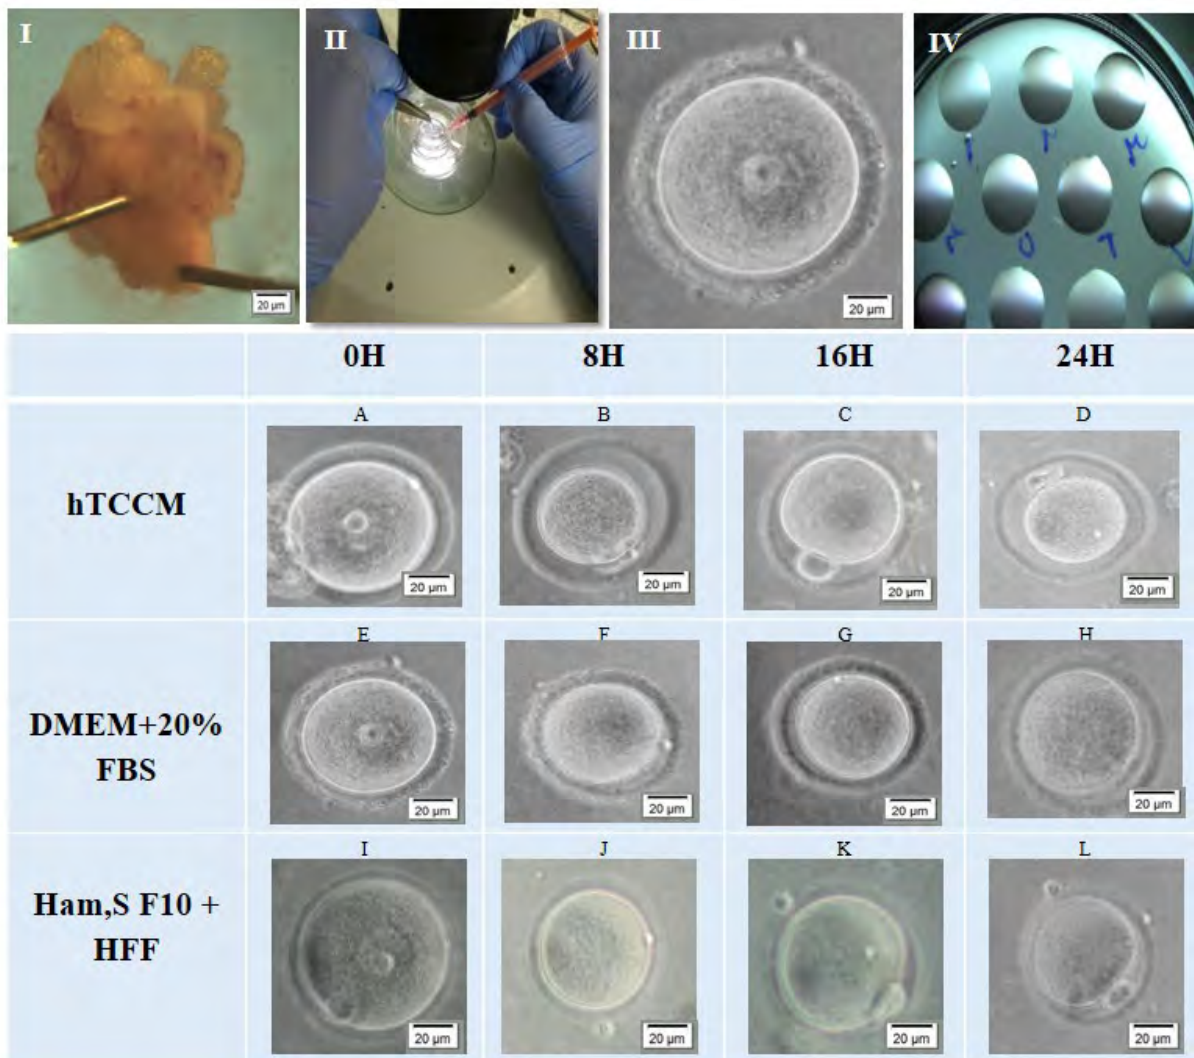 I II III IV
20 µm 20 µm
0H 8H 16H 24H
A B C D
hTCCM
20 µm 20 µm 20 µm 20 µm
E F G H
DMEM+20%
FBS
20 µm 20 µm 20 µm 20 µm
I J K L
Ham,S F10 +
HFF
20 µm 20 µm 20 µm 20 µm